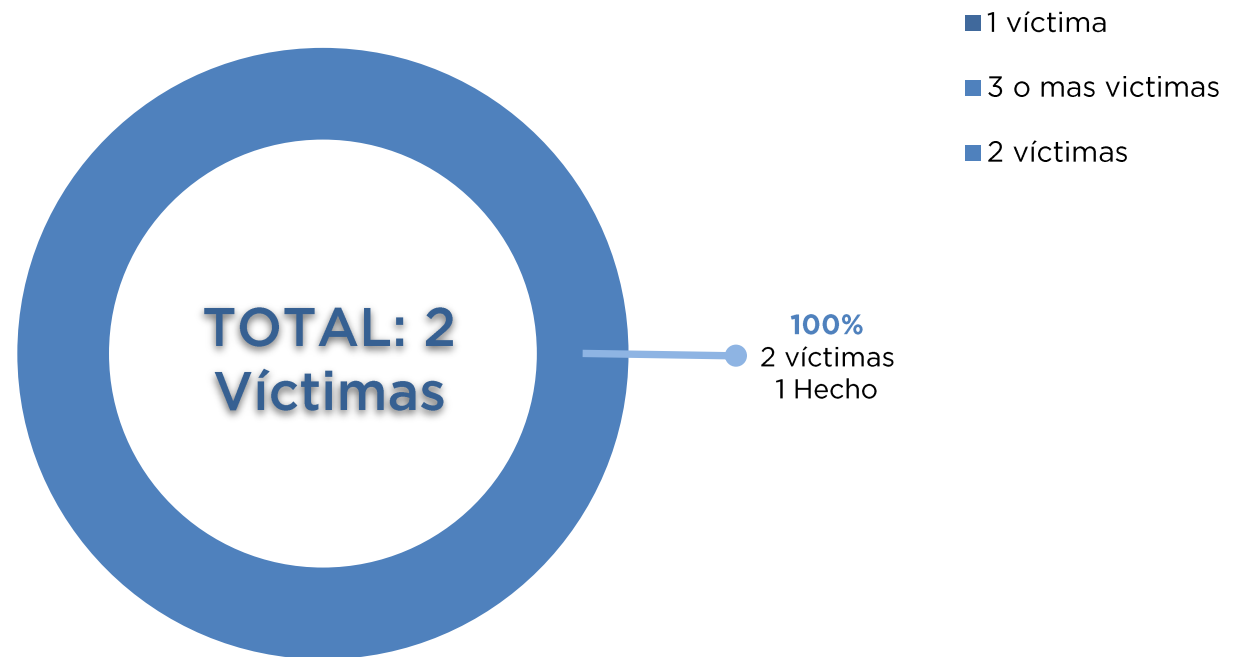 1 víctima
3 o mas victimas
2 víctimas
TOTAL: 2
Víctimas
100%
2 víctimas
1 Hecho